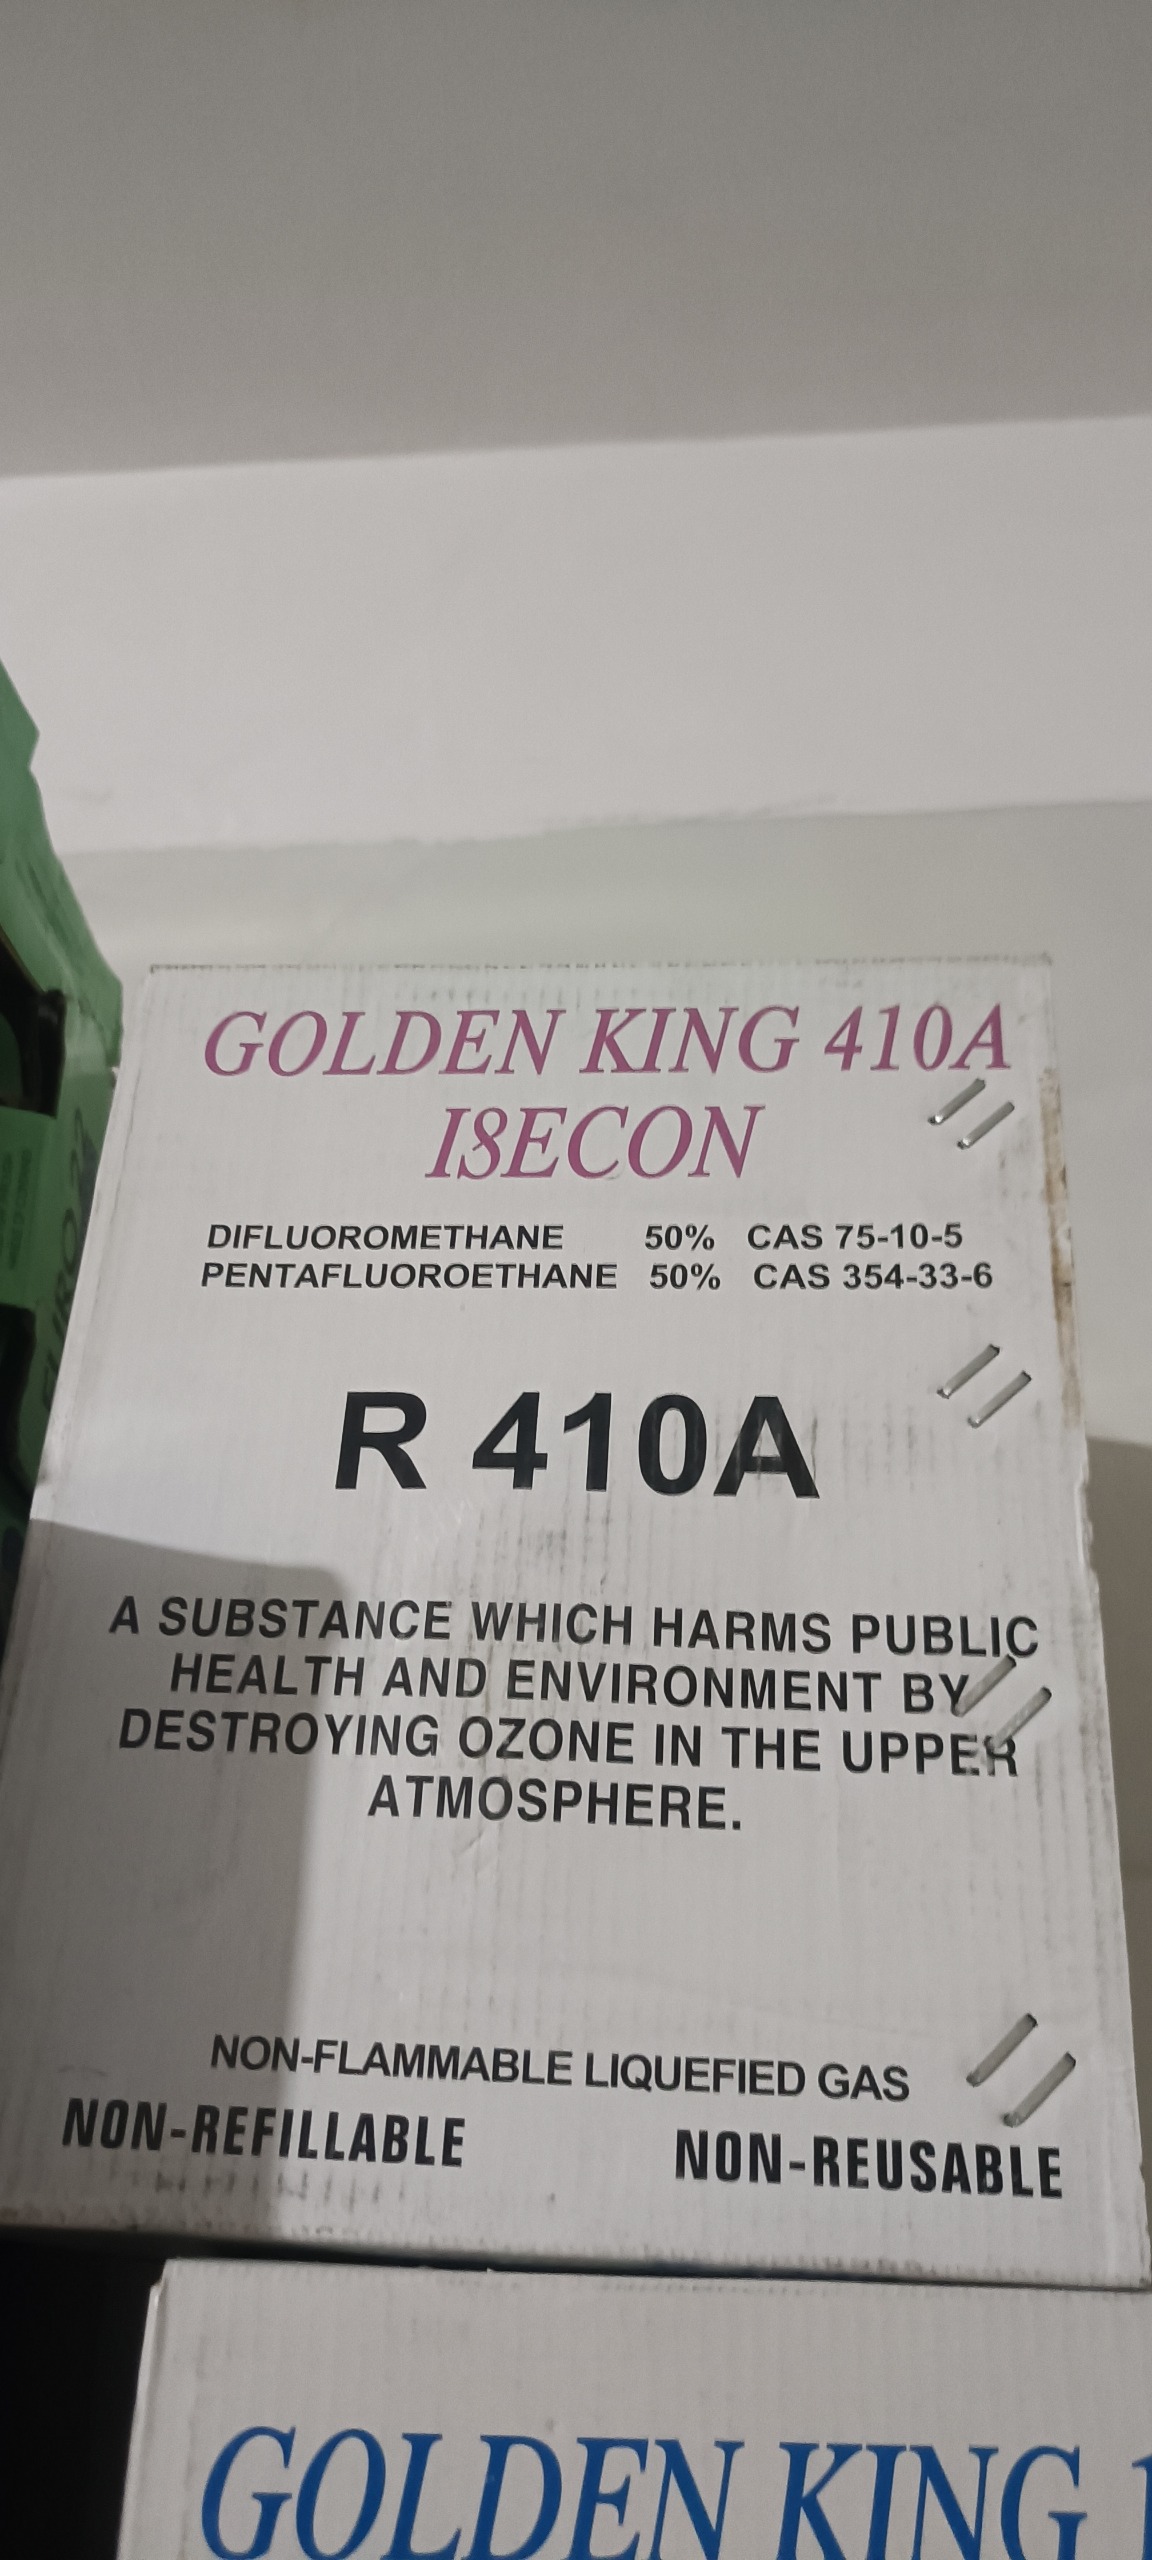 GOLDEN KING 410A
I8ECON
DIFLUOROMETHANE 50% CAS 75-10-5
PENTAFLUOROETHANE 50% CAS 354-33-6
R 410A
A SUBSTANCE WHICH HARMS PUBLIC
HEALTH AND ENVIRONMENT BY
DESTROYING OZONE IN THE UPPER
ATMOSPHERE.
NON-FLAMMABLE LIQUEFIED GAS
NON-REFILLABLE NON-REUSABLE
GOLDEN KING